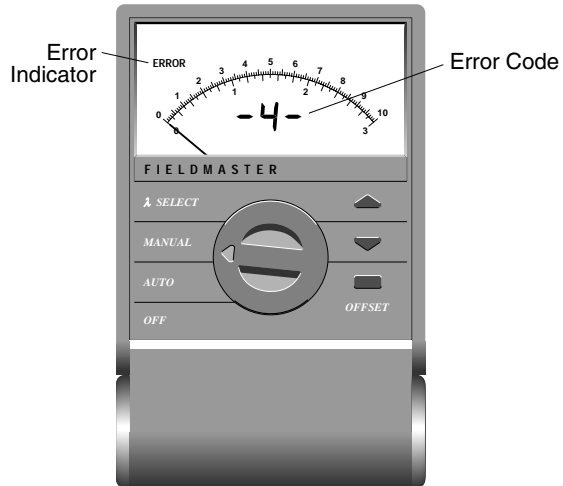 Error
Indicator
Error Code
ERROR
0 1 2 3 4 5 6 7 8 9 10
0 1 2 3
-4-
FIELDMASTER
λ SELECT
MANUAL
AUTO
OFF
OFFSET